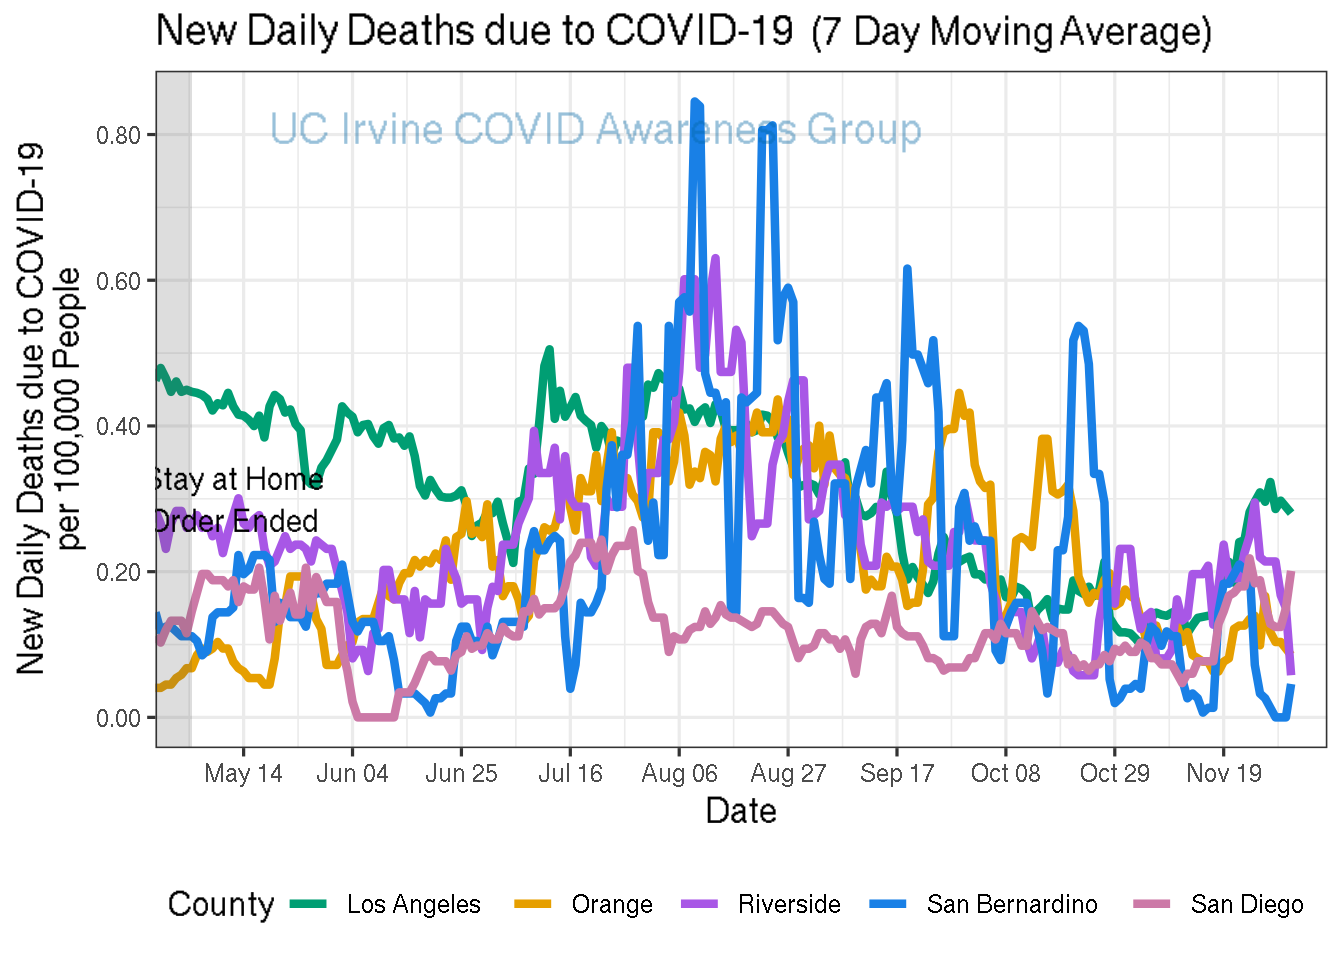 New Daily Deaths due to COVID-19 (7 Day Moving Average)
UC Irvine COVID Awareness Group
New Daily Deaths due to COVID-19
per 100,000 People
0.80
0.60
0.40
0.20
0.00
Stay at Home
Order Ended
May 14 Jun 04 Jun 25 Jul 16 Aug 06 Aug 27 Sep 17 Oct 08 Oct 29 Nov 19
Date
County Los Angeles Orange Riverside San Bernardino San Diego